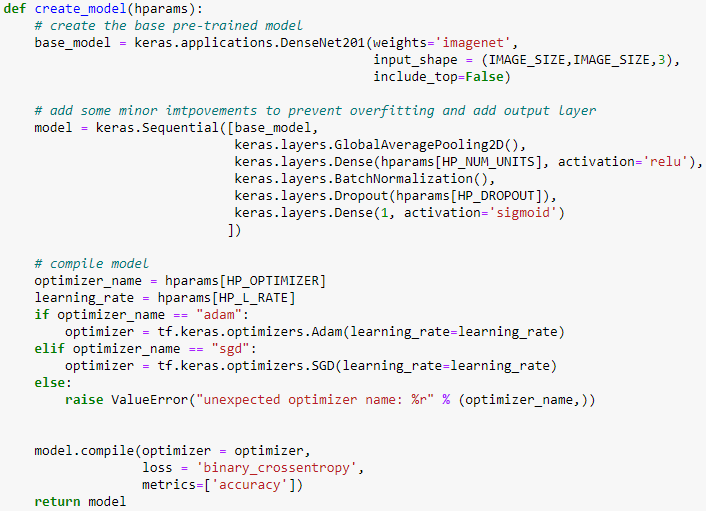 def create_model(hparams):
    # create the base pre-trained model
    base_model = keras.applications.DenseNet201(weights='imagenet',
                                                input_shape = (IMAGE_SIZE,IMAGE_SIZE,3),
                                                include_top=False)
    # add some minor imtpovements to prevent overfitting and add output layer
    model = keras.Sequential([base_model,
                              keras.layers.GlobalAveragePooling2D(),
                              keras.layers.Dense(hparams[HP_NUM_UNITS], activation='relu'),
                              keras.layers.BatchNormalization(),
                              keras.layers.Dropout(hparams[HP_DROPOUT]),
                              keras.layers.Dense(1, activation='sigmoid')
                             ])
    # compile model
    optimizer_name = hparams[HP_OPTIMIZER]
    learning_rate = hparams[HP_L_RATE]
    if optimizer_name == "adam":
        optimizer = tf.keras.optimizers.Adam(learning_rate=learning_rate)
    elif optimizer_name == "sgd":
        optimizer = tf.keras.optimizers.SGD(learning_rate=learning_rate)
    else:
        raise ValueError("unexpected optimizer name: %r" % (optimizer_name,))
    model.compile(optimizer = optimizer,
                  loss = 'binary_crossentropy',
                  metrics=['accuracy'])
    return model